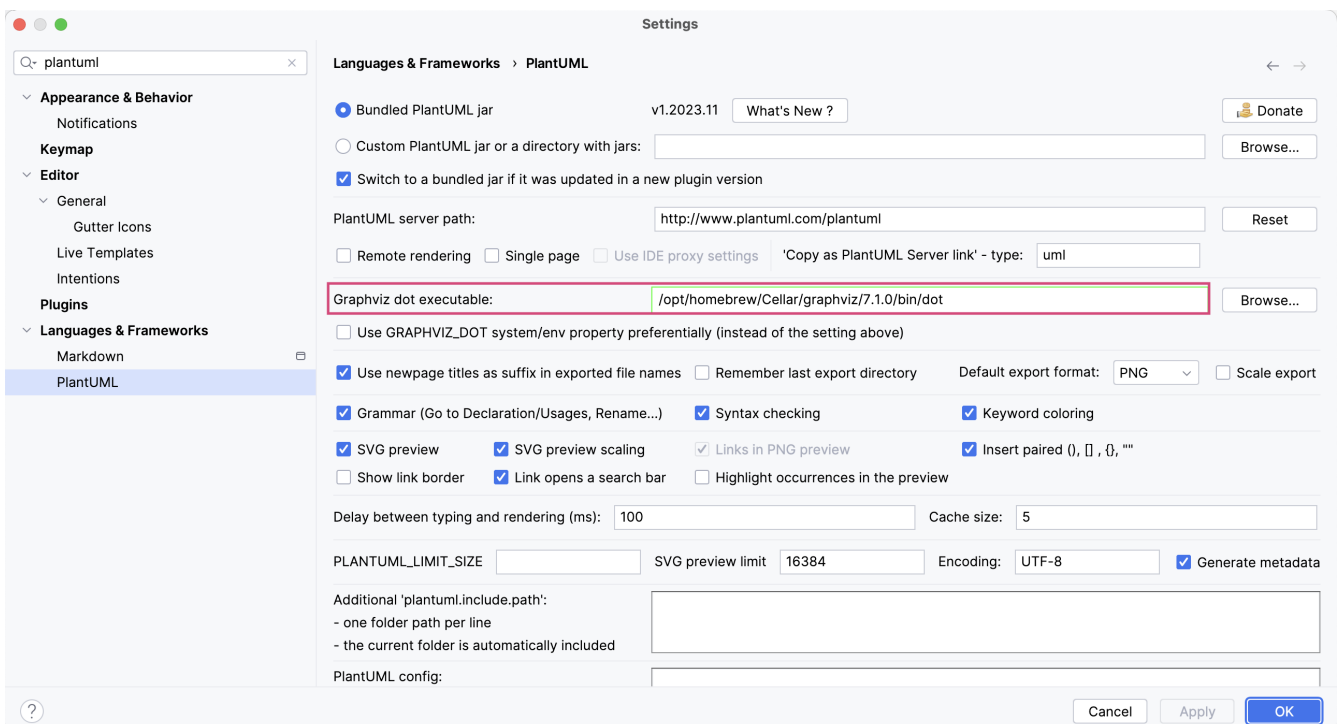 Settings
plantuml
Appearance & Behavior
Notifications
Keymap
Editor
General
Gutter Icons
Live Templates
Intentions
Plugins
Languages & Frameworks
Markdown
PlantUML
Languages & Frameworks › PlantUML
Bundled PlantUML jar v1.2023.11 What's New ? Donate
Custom PlantUML jar or a directory with jars: Browse...
Switch to a bundled jar if it was updated in a new plugin version
PlantUML server path: http://www.plantuml.com/plantuml Reset
Remote rendering Single page Use IDE proxy settings 'Copy as PlantUML Server link' - type: uml
Graphviz dot executable: /opt/homebrew/Cellar/graphviz/7.1.0/bin/dot Browse...
Use GRAPHVIZ_DOT system/env property preferentially (instead of the setting above)
Use newpage titles as suffix in exported file names Remember last export directory Default export format: PNG Scale export
Grammar (Go to Declaration/Usages, Rename...) Syntax checking Keyword coloring
SVG preview SVG preview scaling Links in PNG preview Insert paired (), [] , {}, ""
Show link border Link opens a search bar Highlight occurrences in the preview
Delay between typing and rendering (ms): 100 Cache size: 5
PLANTUML_LIMIT_SIZE SVG preview limit 16384 Encoding: UTF-8 Generate metadata
Additional 'plantuml.include.path':
- one folder path per line
- the current folder is automatically included
PlantUML config:
? Cancel Apply OK